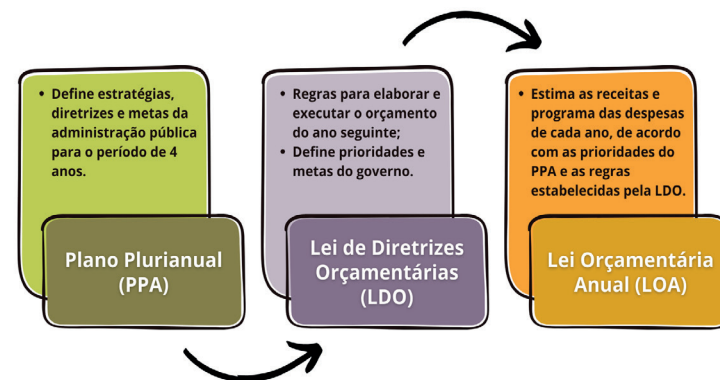 • Define estratégias,
diretrizes e metas da
administração pública
para o período de 4
anos.
Plano Plurianual
(PPA)
• Regras para elaborar e
executar o orçamento
do ano seguinte;
• Define prioridades e
metas do governo.
Lei de Diretrizes
Orçamentárias
(LDO)
• Estima as receitas e
programa das despesas
de cada ano, de acordo
com as prioridades do
PPA e as regras
estabelecidas pela LDO.
Lei Orçamentária
Anual (LOA)